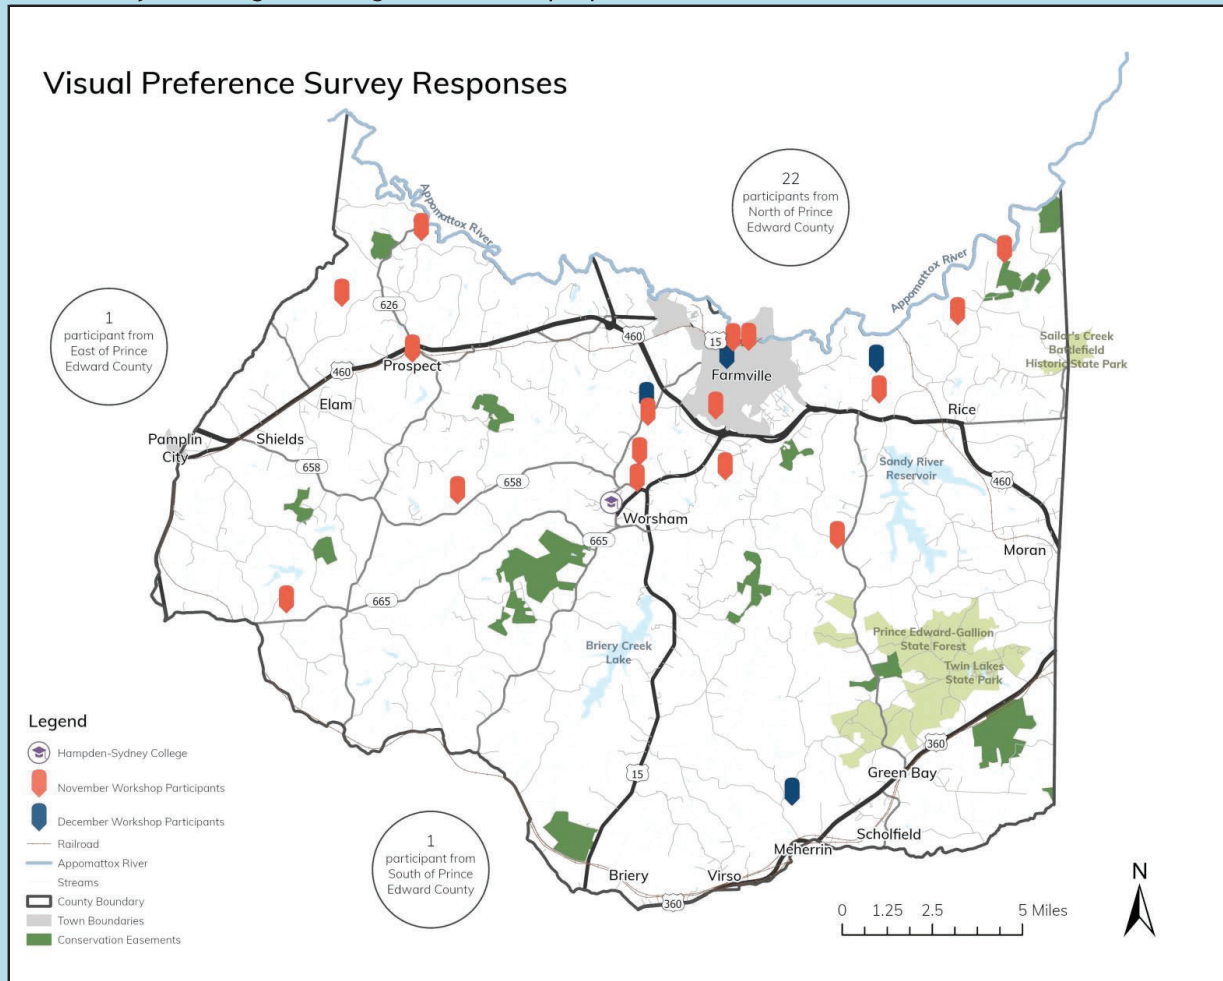 Visual Preference Survey Responses
22
participants from
North of Prince
Edward County
1
participant from
East of Prince
Edward County
1
participant from
South of Prince
Edward County
Appomattox River
Appomattox River
626
460
15
460
Farmville
Prospect
Elam
Pamplin
City
Shields
658
658
Rice
Sailor's Creek
Battlefield
Historic State Park
Sandy River
Reservoir
460
Moran
Worsham
665
665
Briery Creek
Lake
Prince Edward-Gallion
State Forest
Twin Lakes
State Park
360
15
Green Bay
Scholfield
Meherrin
Virso
Briery
360
Legend
Hampden-Sydney College
November Workshop Participants
December Workshop Participants
Railroad
Appomattox River
Streams
County Boundary
Town Boundaries
Conservation Easements
0 1.25 2.5 5 Miles
N